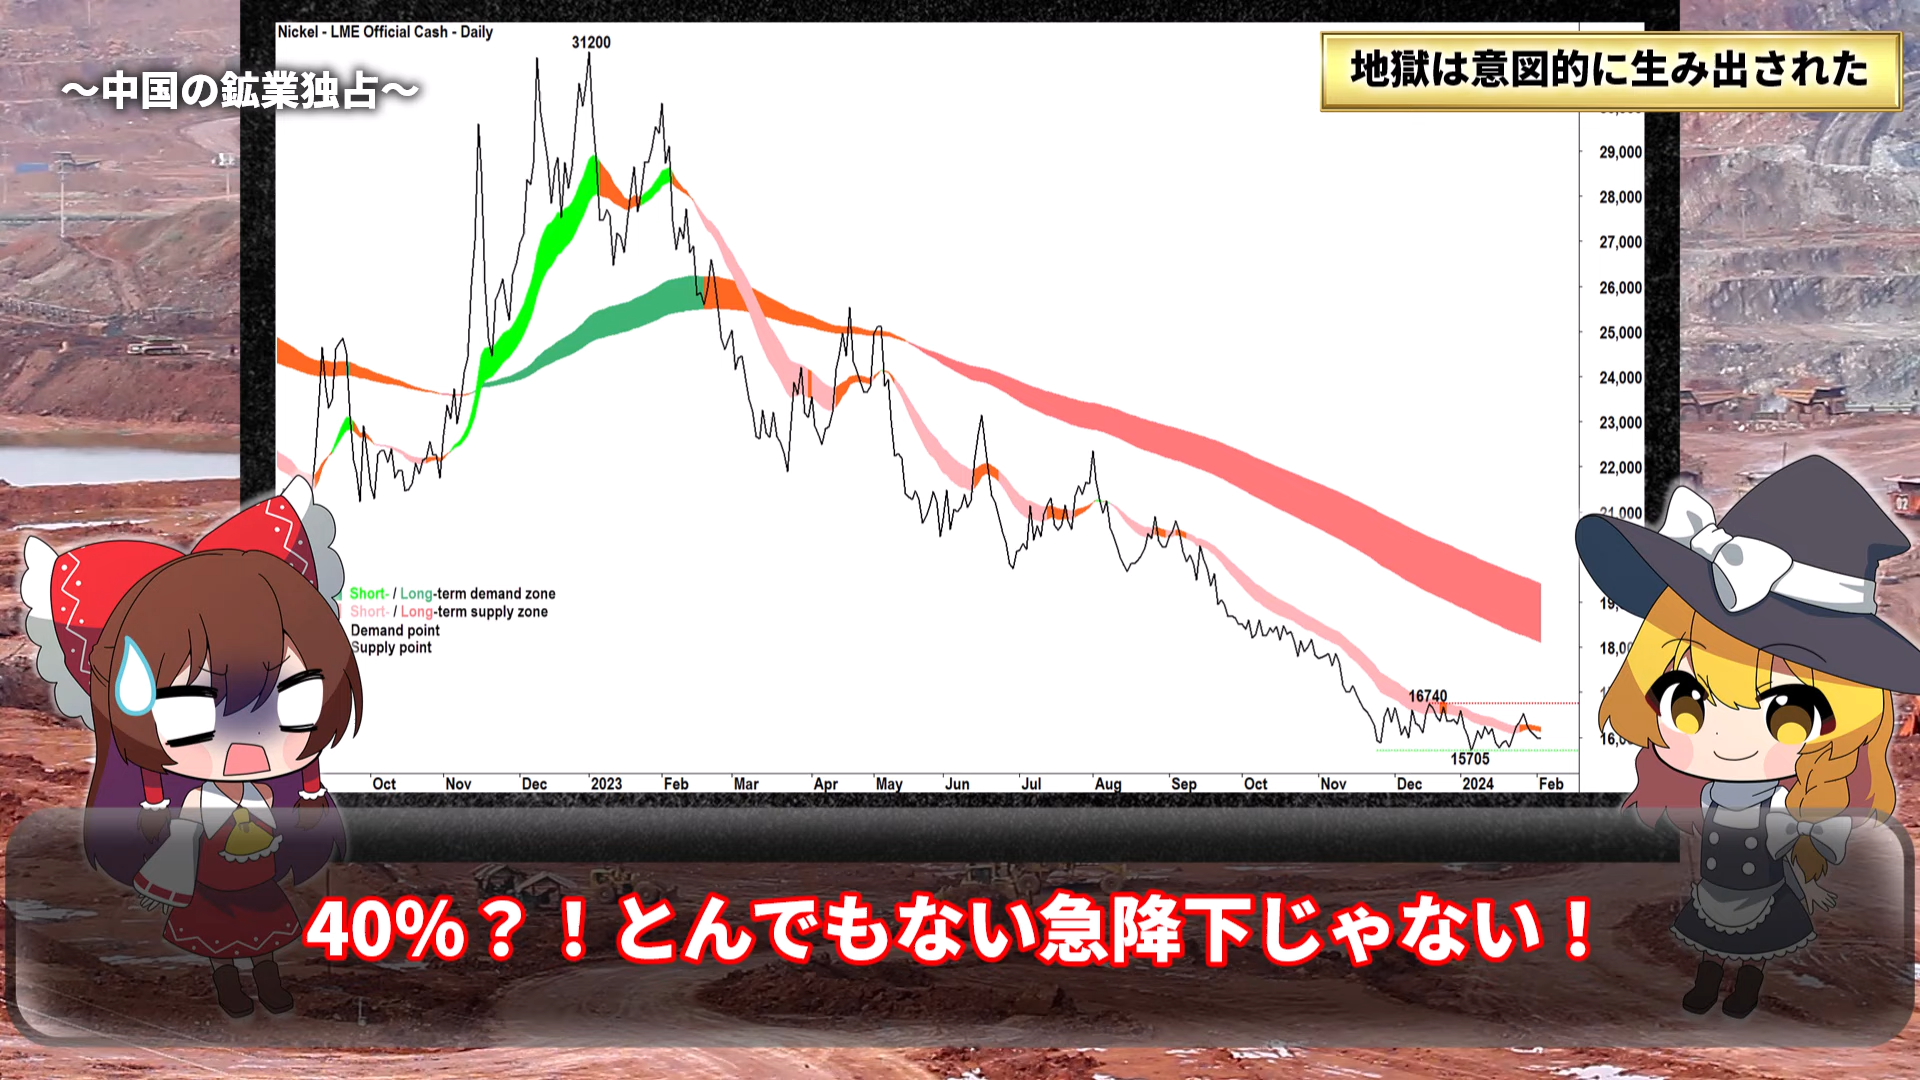 Nickel - LME Official Cash - Daily
31200
～中国の鉱業独占～
地獄は意図的に生み出された
29,000
28,000
27,000
26,000
25,000
24,000
23,000
22,000
21,000
Short- / Long-term demand zone
Short- / Long-term supply zone
Demand point
Supply point
16740
15705
Oct Nov Dec 2023 Feb Mar Apr May Jun Jul Aug Sep Oct Nov Dec 2024 Feb
40%？！とんでもない急降下じゃない！